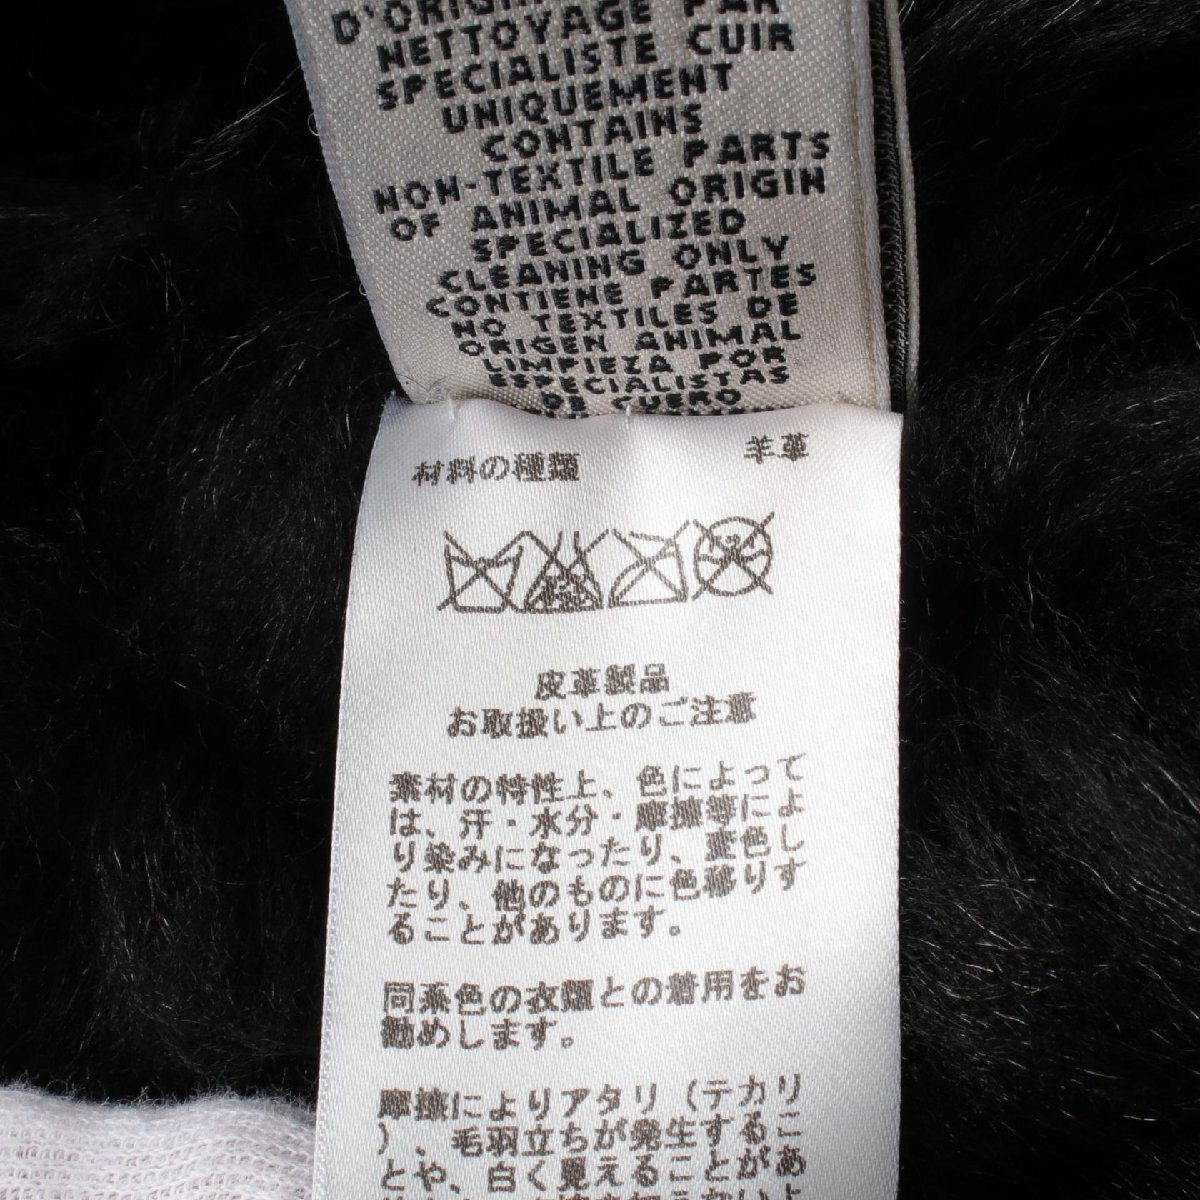 D'ORIGIN
NETTOYAGE PAR
SPECIALISTE CUIR
UNIQUEMENT
CONTAINS
NON-TEXTILE PARTS
OF ANIMAL ORIGIN
SPECIALIZED
CLEANING ONLY
CONTIENE PARTES
NO TEXTILES DE
ORIGEN ANIMAL
LIMPIEZA POR
ESPECIALISTAS
DE CUERO
材料の種類 羊革
皮革製品
お取扱い上のご注意
素材の特性上、色によって
は、汗・水分・摩擦等によ
り染みになったり、変色し
たり、他のものに色移りす
ることがあります。
同系色の衣類との着用をお
勧めします。
摩擦によりアタリ(テカリ
)、毛羽立ちが発生するこ
とや、白く見えることがあ